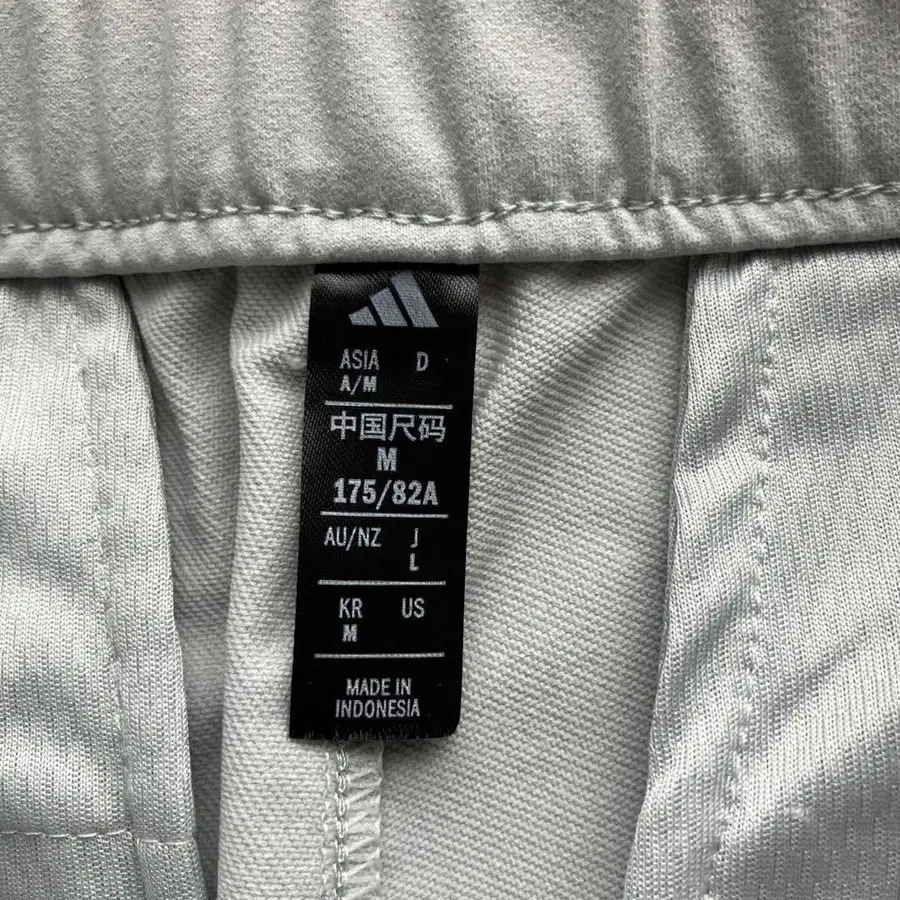 ASIA D
A/M
中国尺码
M
175/82A
AU/NZ J
L
KR US
M
MADE IN
INDONESIA